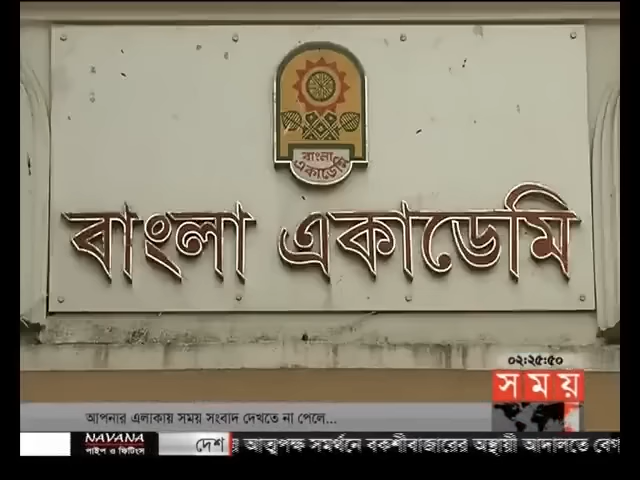 বাংলা
একাডেমি
বাংলা একাডেমি
০২:২৫:৫০
সময়
আপনার এলাকায় সময় সংবাদ দেখতে না পেলে...
NAVANA
পাইপ ও ফিটিংস
দেশ
আত্মপক্ষ সমর্থনে বকশীবাজারের অস্থায়ী আদালতে